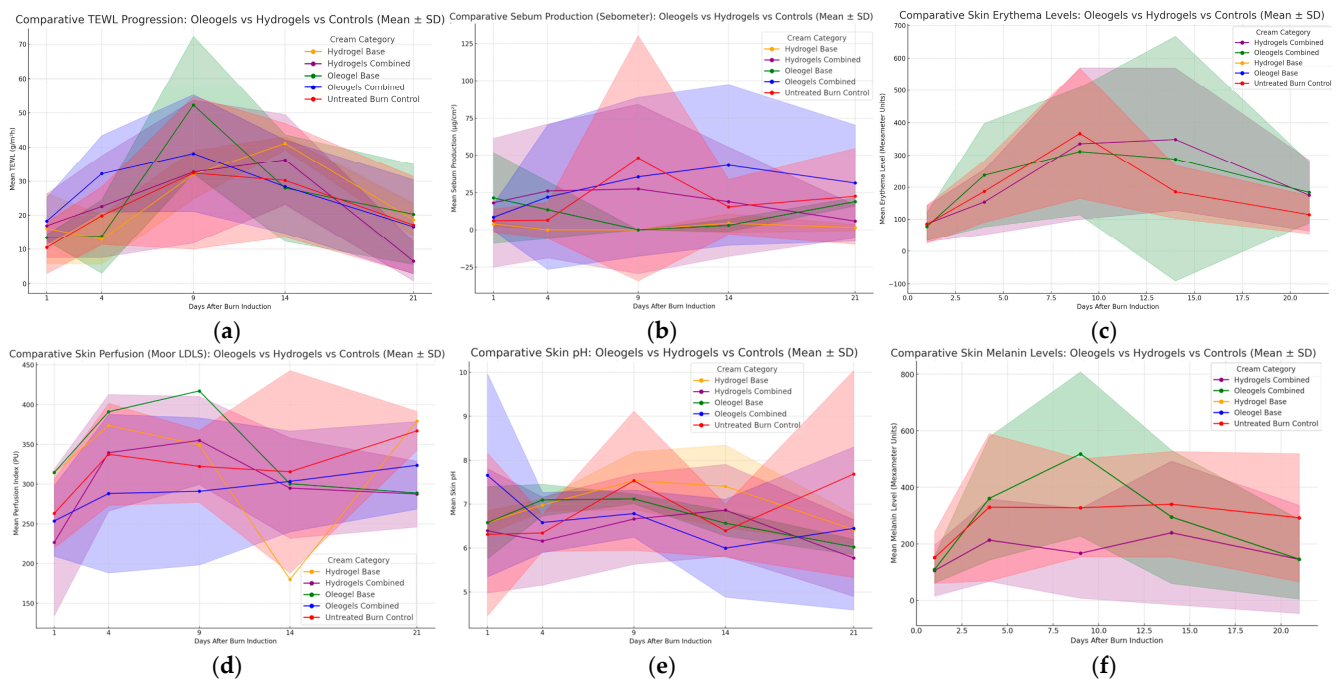 Comparative TEWL Progression: Oleogels vs Hydrogels vs Controls (Mean ± SD)
Mean TEWL (g/m²h)
70
60
50
40
30
20
10
0
Cream Category
Hydrogel Base
Hydrogels Combined
Oleogel Base
Oleogels Combined
Untreated Burn Control
1
4
9
14
21
Days After Burn Induction
(a)
Comparative Sebum Production (Sebometer): Oleogels vs Hydrogels vs Controls (Mean ± SD)
Mean Sebum Production (µg/cm²)
125
100
75
50
25
0
−25
Cream Category
Hydrogel Base
Hydrogels Combined
Oleogel Base
Oleogels Combined
Untreated Burn Control
1
4
9
14
21
Days After Burn Induction
(b)
Comparative Skin Erythema Levels: Oleogels vs Hydrogels vs Controls (Mean ± SD)
Mean Erythema Level (Mexameter Units)
700
600
500
400
300
200
100
0
−100
Cream Category
Hydrogels Combined
Oleogels Combined
Hydrogel Base
Oleogel Base
Untreated Burn Control
0.0
2.5
5.0
7.5
10.0
12.5
15.0
17.5
20.0
Days After Burn Induction
(c)
Comparative Skin Perfusion (Moor LDLS): Oleogels vs Hydrogels vs Controls (Mean ± SD)
Mean Perfusion Index (PU)
450
400
350
300
250
200
150
Cream Category
Hydrogel Base
Hydrogels Combined
Oleogel Base
Oleogels Combined
Untreated Burn Control
1
4
9
14
21
Days After Burn Induction
(d)
Comparative Skin pH: Oleogels vs Hydrogels vs Controls (Mean ± SD)
Mean Skin pH
10
9
8
7
6
5
Cream Category
Hydrogel Base
Hydrogels Combined
Oleogel Base
Oleogels Combined
Untreated Burn Control
1
4
9
14
21
Days After Burn Induction
(e)
Comparative Skin Melanin Levels: Oleogels vs Hydrogels vs Controls (Mean ± SD)
Mean Melanin Level (Mexameter Units)
800
600
400
200
0
Cream Category
Hydrogels Combined
Oleogels Combined
Hydrogel Base
Oleogel Base
Untreated Burn Control
0.0
2.5
5.0
7.5
10.0
12.5
15.0
17.5
20.0
Days After Burn Induction
(f)